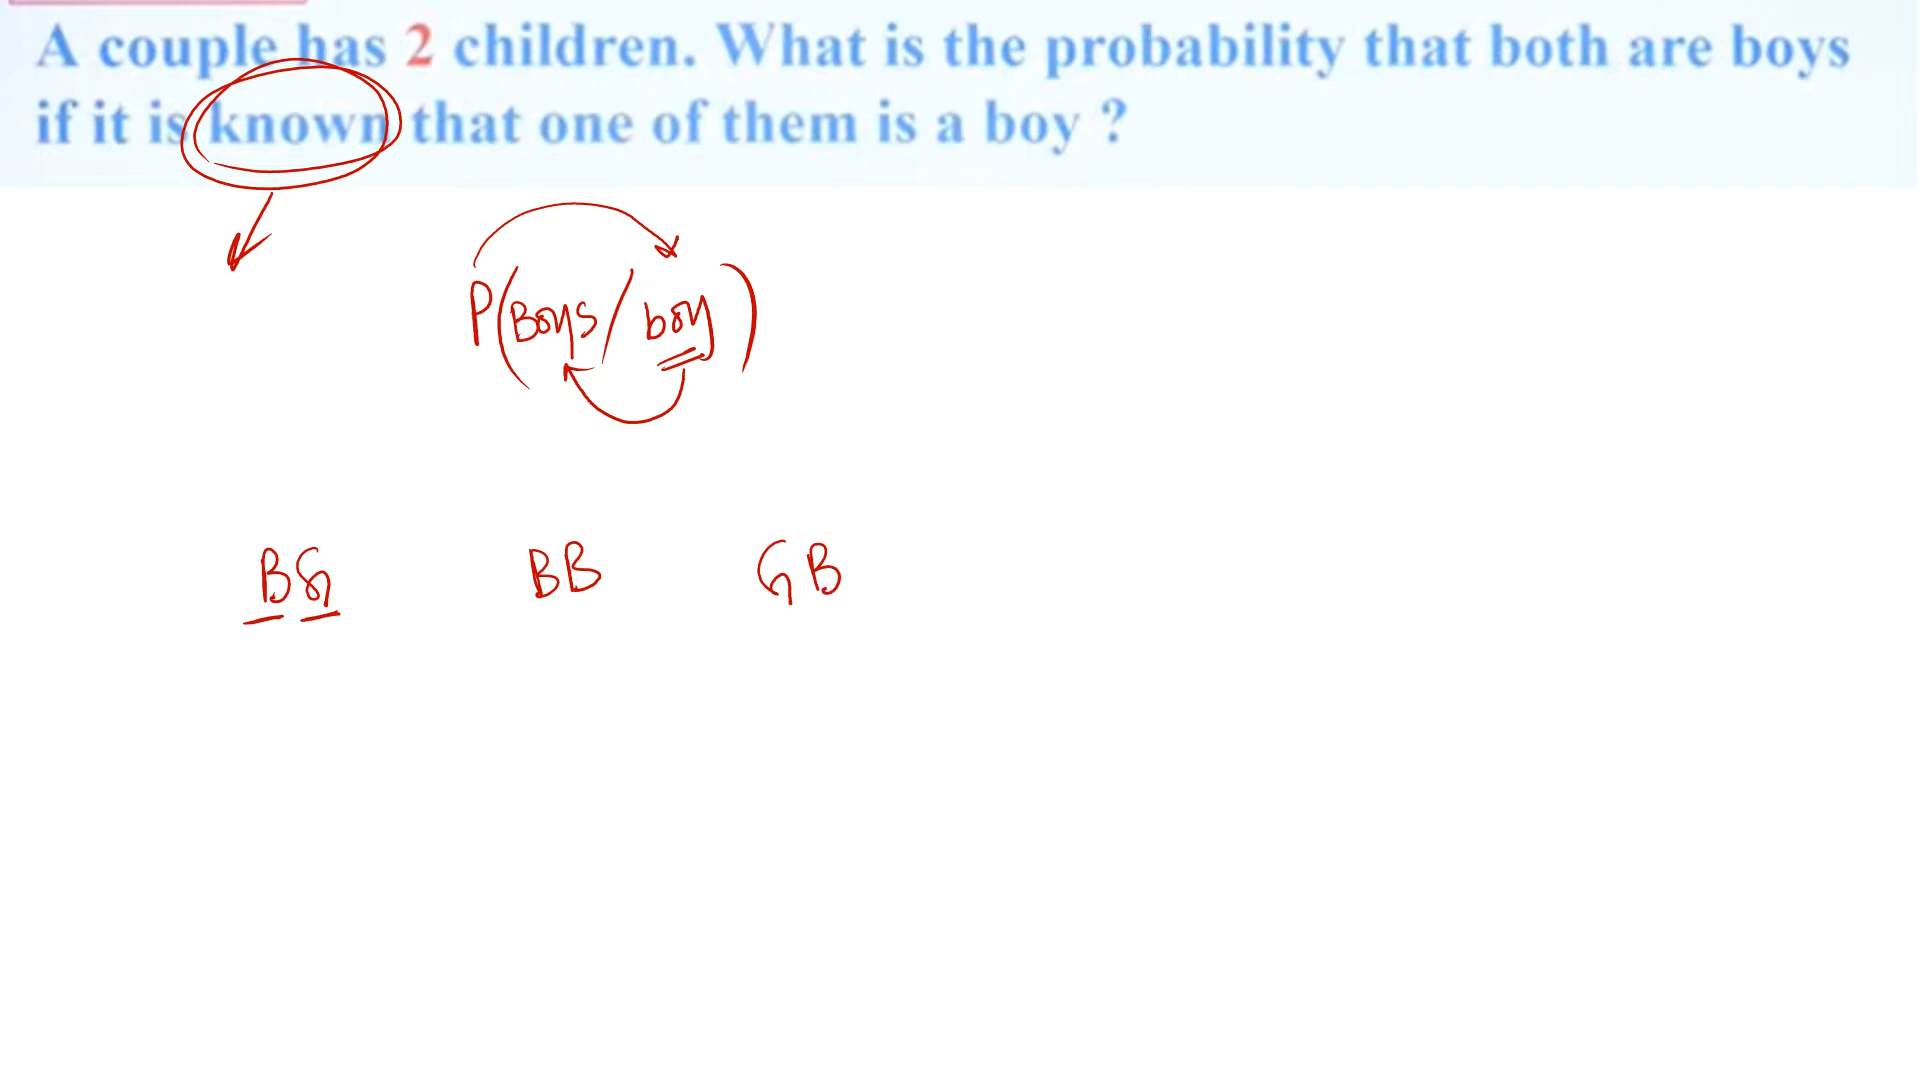 A couple has 2 children. What is the probability that both are boys
if it is known that one of them is a boy ?
P(Boys/boy)
BG BB GB